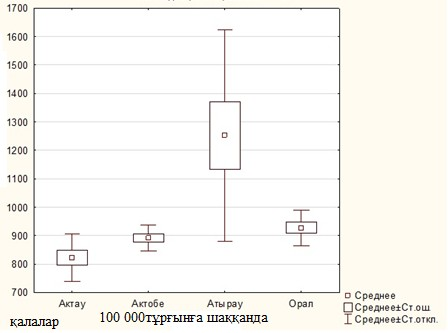 1700
1600
1500
1400
1300
1200
1100
1000
900
800
700
Актау Актобе Атырау Орал
қалалар 100 000тұрғынға шаққанда
Среднее
Среднее±Ст.ош.
Среднее±Ст.откл.